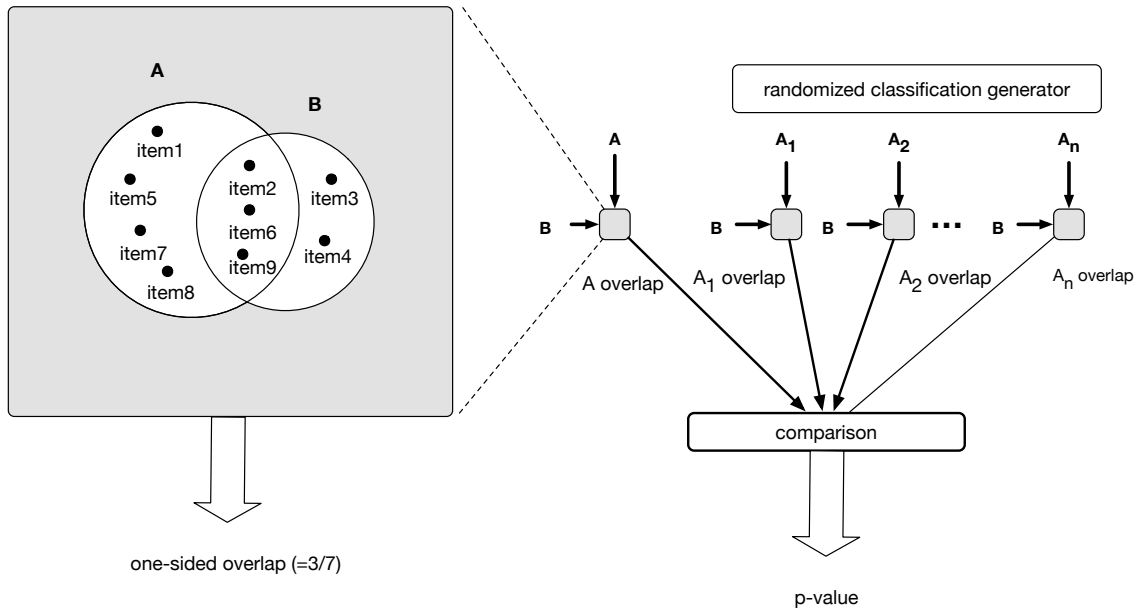 A
B
item1
item5
item7
item8
item2
item6
item9
item3
item4
one-sided overlap (=3/7)
randomized classification generator
A
A1
A2
An
B
B
B
...
B
A overlap
A1 overlap
A2 overlap
An overlap
comparison
p-value